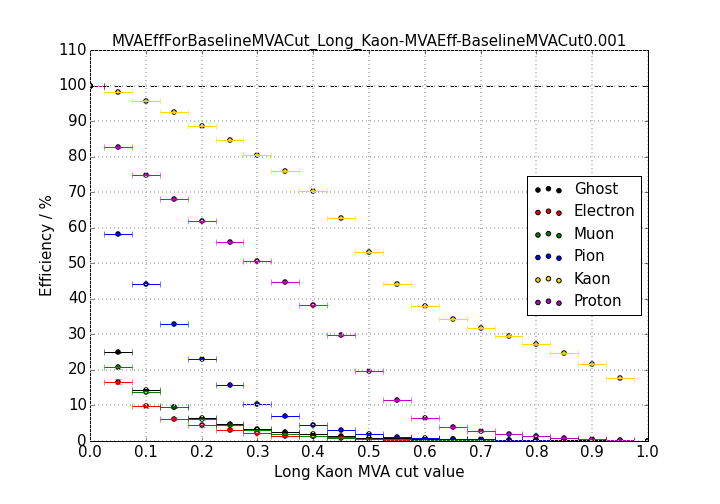 MVAEffForBaselineMVACut_Long_Kaon-MVAEff-BaselineMVACut0.001
110
100
90
80
70
60
50
40
30
20
10
0
Efficiency / %
Ghost
Electron
Muon
Pion
Kaon
Proton
0.0 0.1 0.2 0.3 0.4 0.5 0.6 0.7 0.8 0.9 1.0
Long Kaon MVA cut value